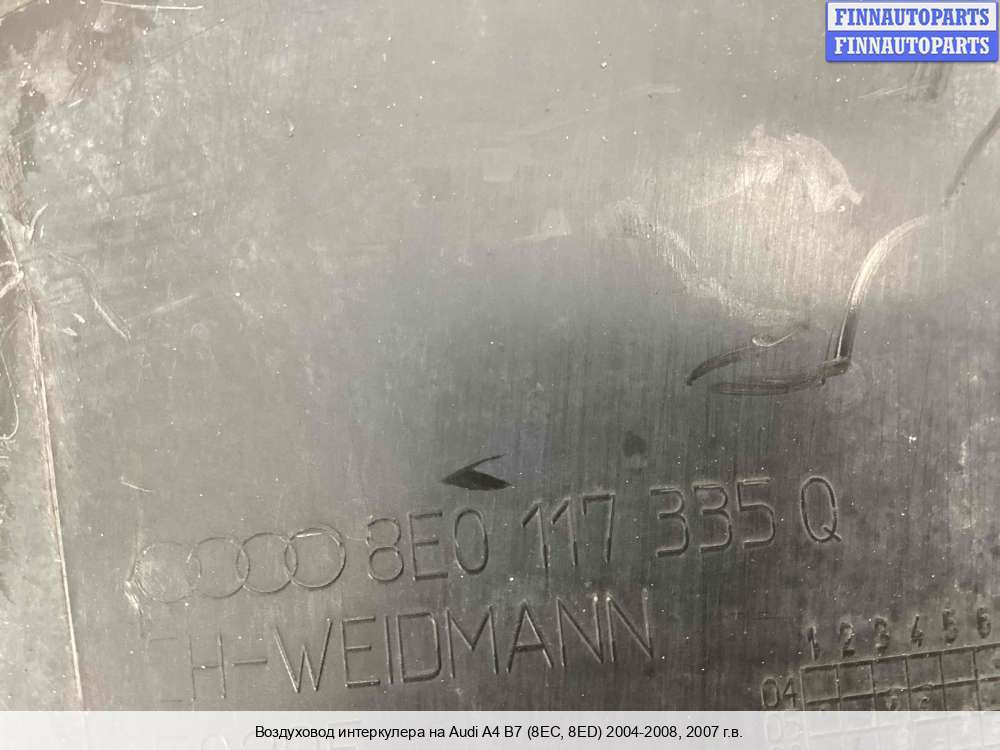 FINNAUTOPARTS
FINNAUTOPARTS
8E0 117 335 Q
CH-WEIDMANN
1 2 3 4 5 6
04
Воздуховод интеркулера на Audi A4 B7 (8EC, 8ED) 2004-2008, 2007 г.в.